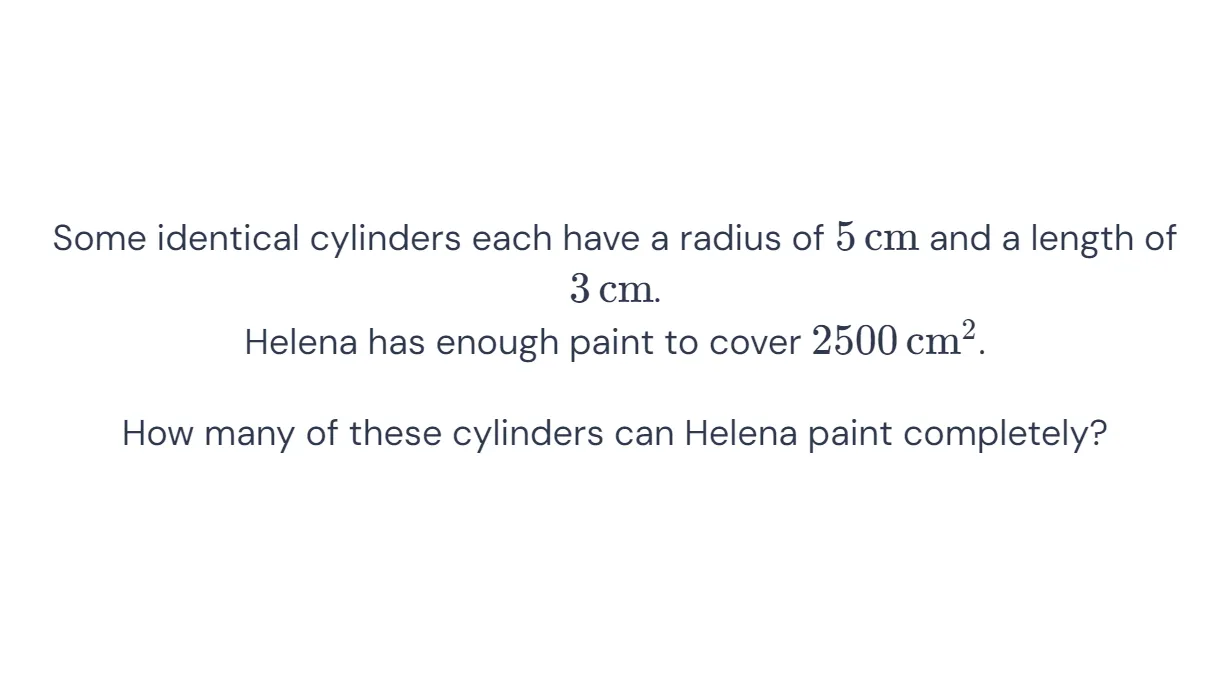 Some identical cylinders each have a radius of 5 cm and a length of
3 cm.
Helena has enough paint to cover 2500 cm².
How many of these cylinders can Helena paint completely?